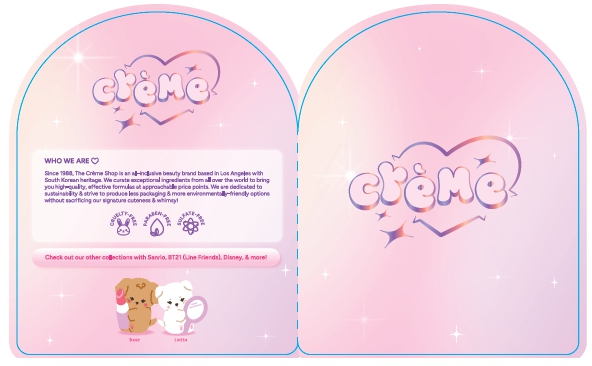 crème
WHO WE ARE
Since 1988, The Crème Shop is an all-inclusive beauty brand based in Los Angeles with
South Korean heritage. We curate exceptional ingredients from all over the world to bring
you high-quality, effective formulas at approachable price points. We are dedicated to
sustainability & strive to produce less packaging & more environmentally-friendly options
without sacrificing our signature cuteness & whimsy!
CRUELTY-FREE
PARABEN-FREE
SULFATE-FREE
Check out our other collections with Sanrio, BT21 (Line Friends), Disney, & more!
crème